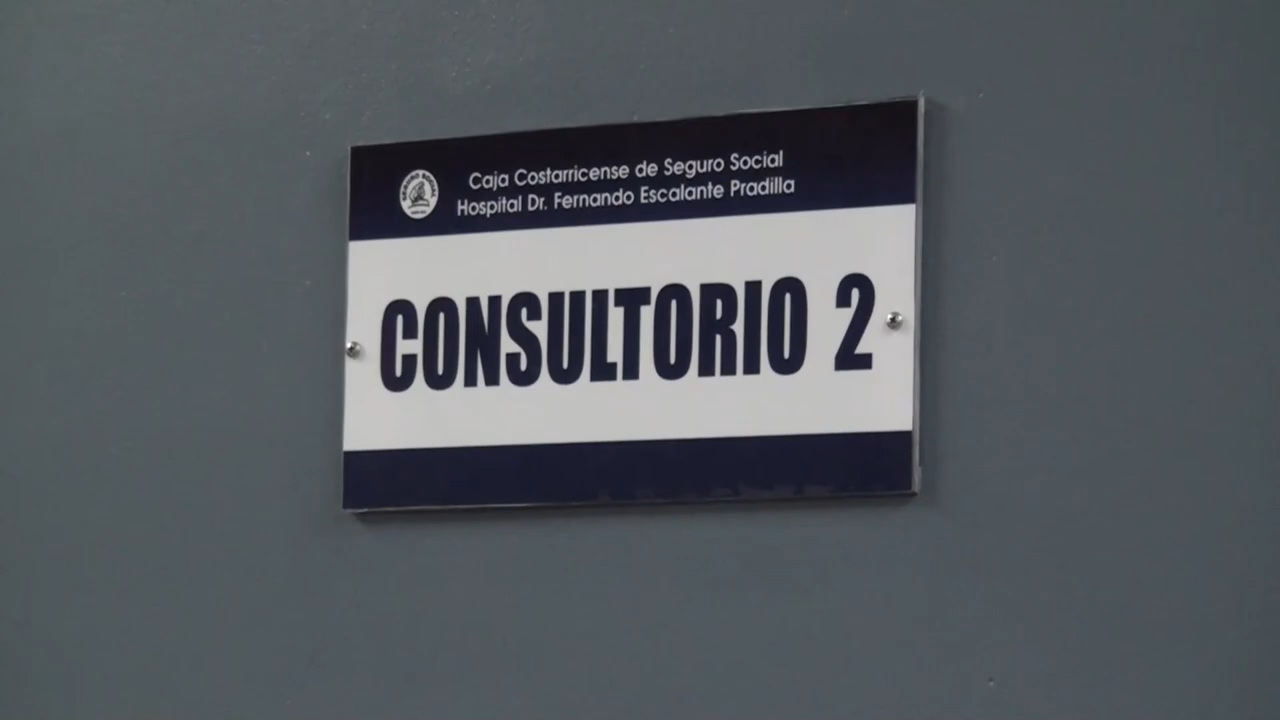 Caja Costarricense de Seguro Social
Hospital Dr. Fernando Escalante Pradilla
CONSULTORIO 2